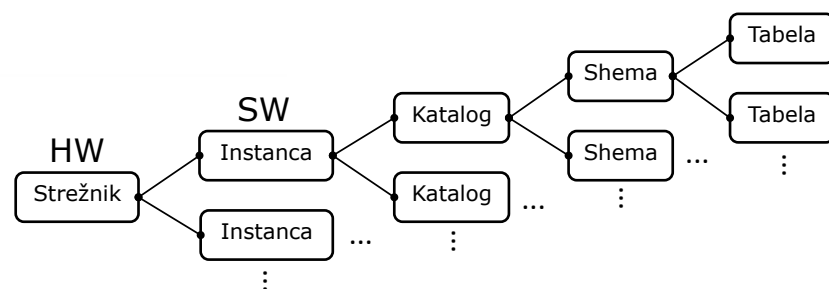 HW
Strežnik
SW
Instanca
Instanca
...
⋮
Katalog
Katalog
...
⋮
Shema
Shema
...
⋮
Tabela
Tabela
⋮